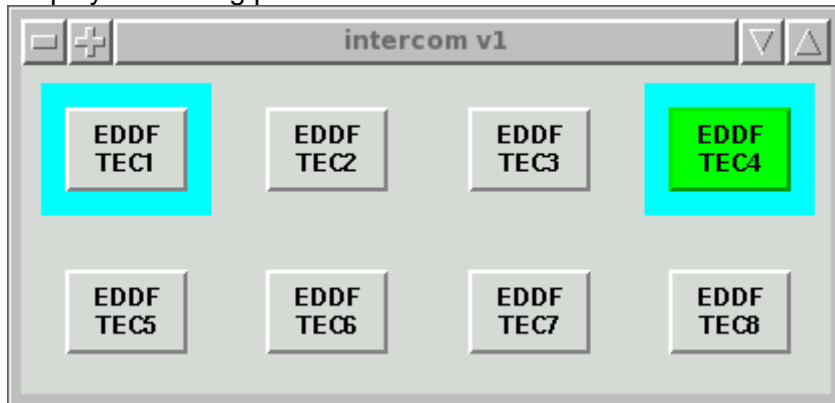 intercom v1
EDDF
TEC1
EDDF
TEC2
EDDF
TEC3
EDDF
TEC4
EDDF
TEC5
EDDF
TEC6
EDDF
TEC7
EDDF
TEC8